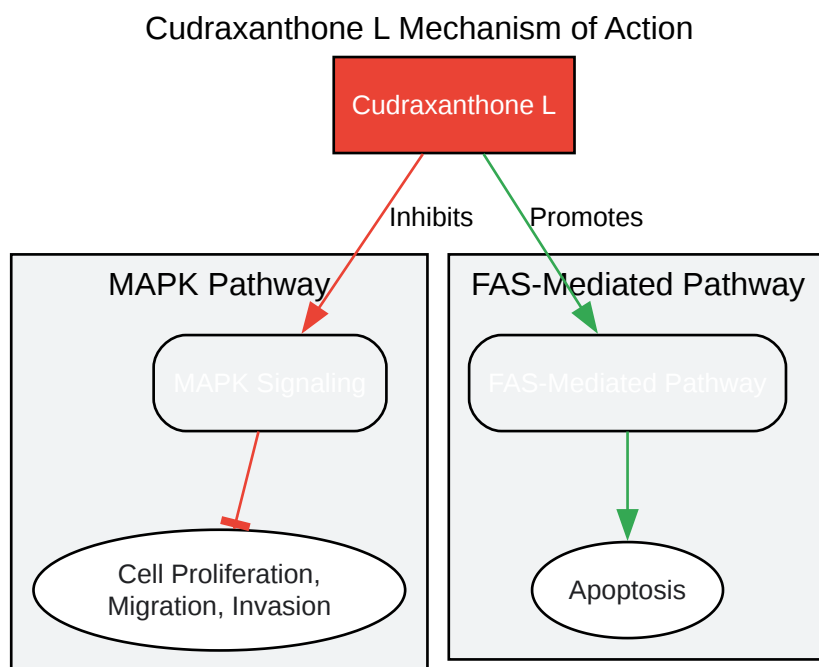 Cudraxanthone L Mechanism of Action
Cudraxanthone L
Inhibits
Promotes
MAPK Pathway
FAS-Mediated Pathway
MAPK Signaling
FAS-Mediated Pathway
Cell Proliferation,
Migration, Invasion
Apoptosis